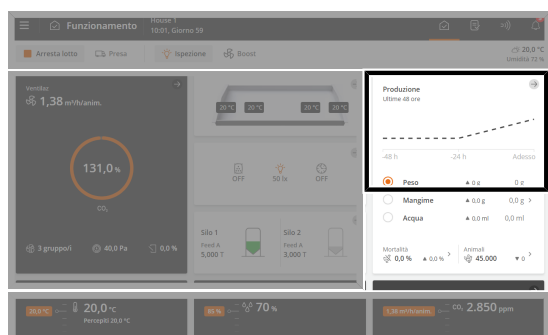 Funzionamento
House 1
10:01, Giorno 59
Arresta lotto
Presa
Ispezione
Boost
20,0 °C
Umidità 72 %
Ventilaz
1,38 m³/h/anim.
131,0 %
CO₂
3 gruppo/i
40,0 Pa
0,0 %
20 °C 20 °C 20 °C 20 °C
OFF 50 lx OFF
Silo 1
Feed A
5,000 T
Silo 2
Feed A
3,000 T
Produzione
Ultime 48 ore
-48 h -24 h Adesso
Peso ▲ 0 g 0 g
Mangime ▲ 0,0 g 0,0 g
Acqua ▲ 0,0 ml 0,0 ml
Mortalità
0,0 % ▲ 0,0 %
Animali
45.000 ▼ 0
20,0 °C 20,0 °C
Percepiti 20,0 °C
86 % 70 %
1,38 m³/h/anim. CO₂ 2.850 ppm